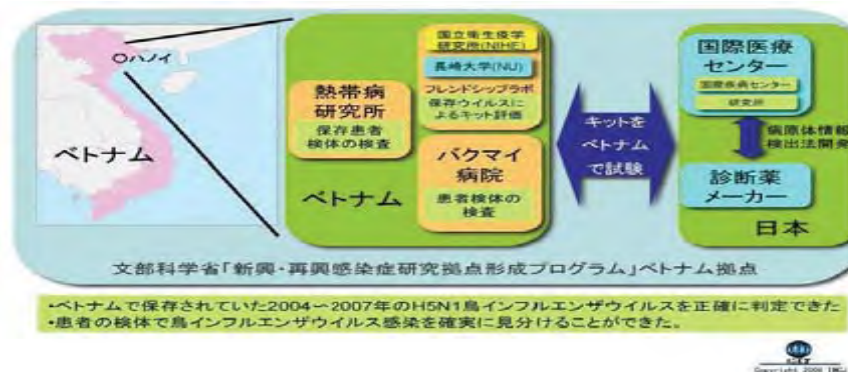 ○ハノイ
ベトナム
熱帯病
研究所
保存患者
検体の検査
国立衛生疫学
研究所(NIHE)
長崎大学(NU)
フレンドシップラボ
保存ウイルスに
よるキット評価
バクマイ
病院
患者検体の
検査
ベトナム
キットを
ベトナム
で試験
国際医療
センター
国際疾病センター
研究所
病原体情報
検出法開発
診断薬
メーカー
日本
文部科学省「新興・再興感染症研究拠点形成プログラム」ベトナム拠点
・ベトナムで保存されていた2004～2007年のH5N1鳥インフルエンザウイルスを正確に判定できた
・患者の検体で鳥インフルエンザウイルス感染を確実に見分けることができた。
Copyright 2008 IMCJ